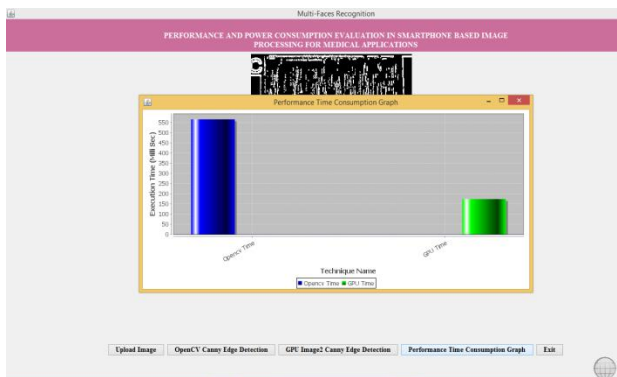 Multi-Faces Recognition
PERFORMANCE AND POWER CONSUMPTION EVALUATION IN SMARTPHONE BASED IMAGE
PROCESSING FOR MEDICAL APPLICATIONS
Performance Time Consumption Graph
Execution Time (Milli Sec)
550
500
450
400
350
300
250
200
150
100
50
0
Opencv Time
GPU Time
Technique Name
Opencv Time GPU Time
Upload Image OpenCV Canny Edge Detection GPU Image2 Canny Edge Detection Performance Time Consumption Graph Exit